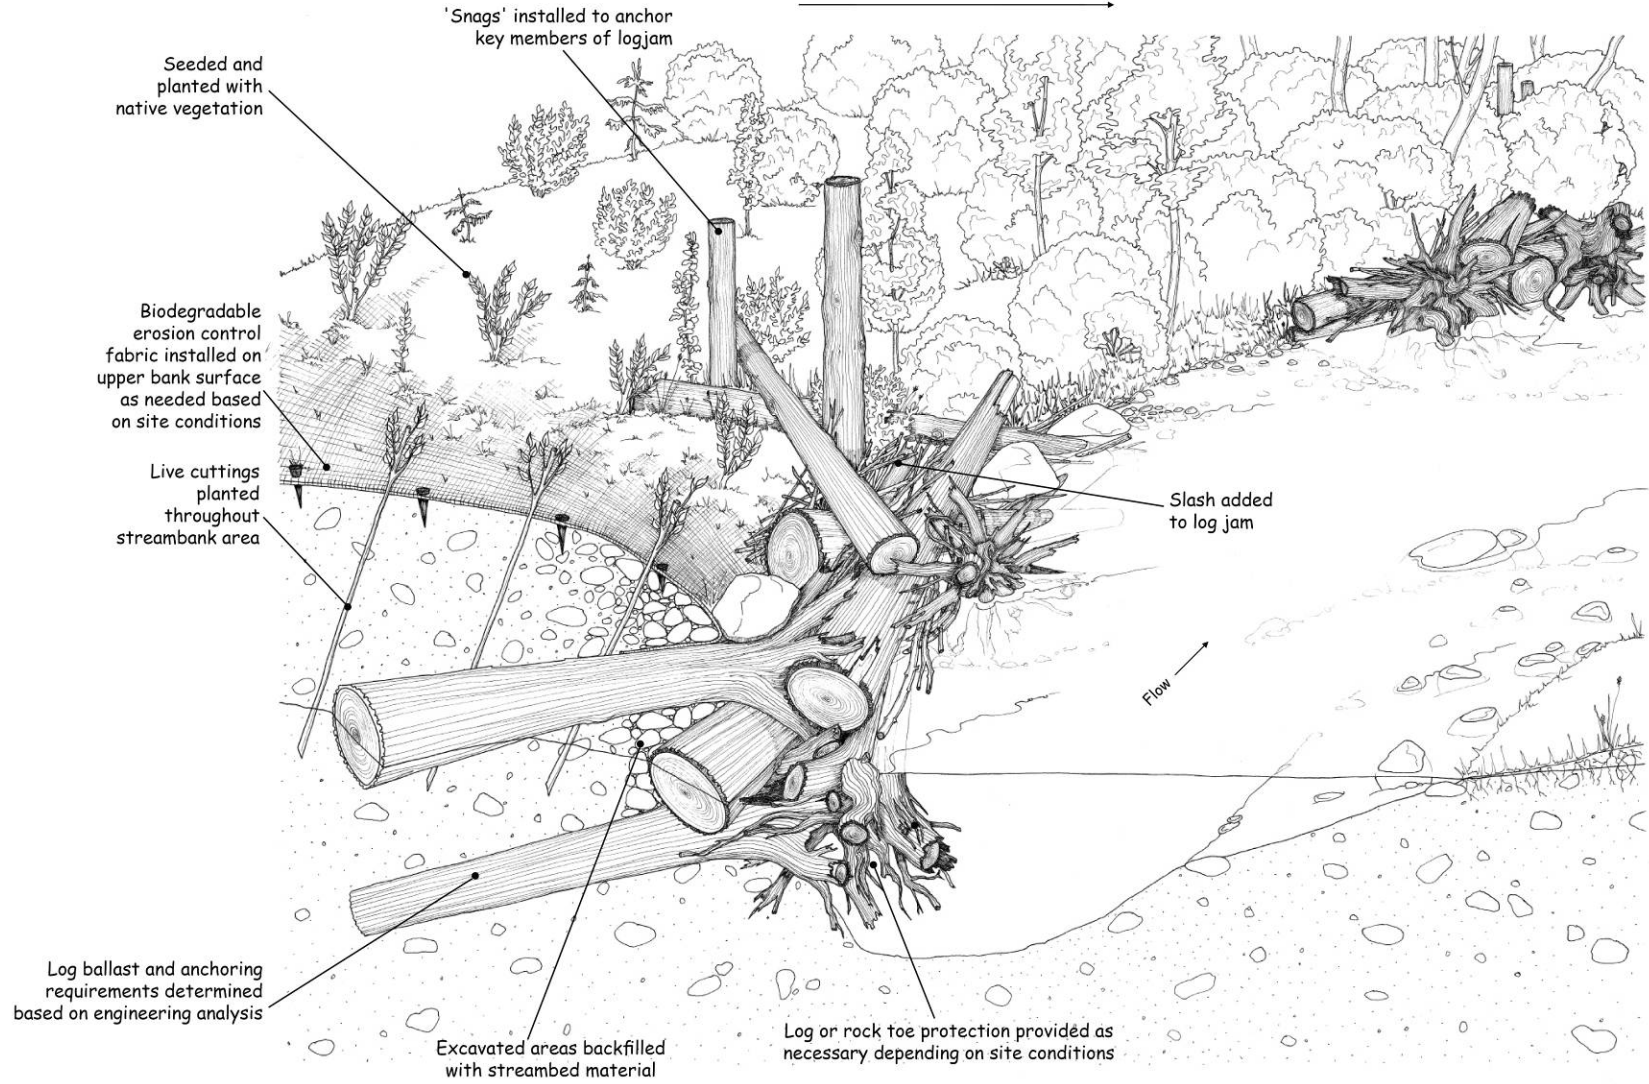 'Snags' installed to anchor
key members of logjam
Seeded and
planted with
native vegetation
Biodegradable
erosion control
fabric installed on
upper bank surface
as needed based
on site conditions
Live cuttings
planted
throughout
streambank area
Slash added
to log jam
Flow
Log ballast and anchoring
requirements determined
based on engineering analysis
Excavated areas backfilled
with streambed material
Log or rock toe protection provided as
necessary depending on site conditions